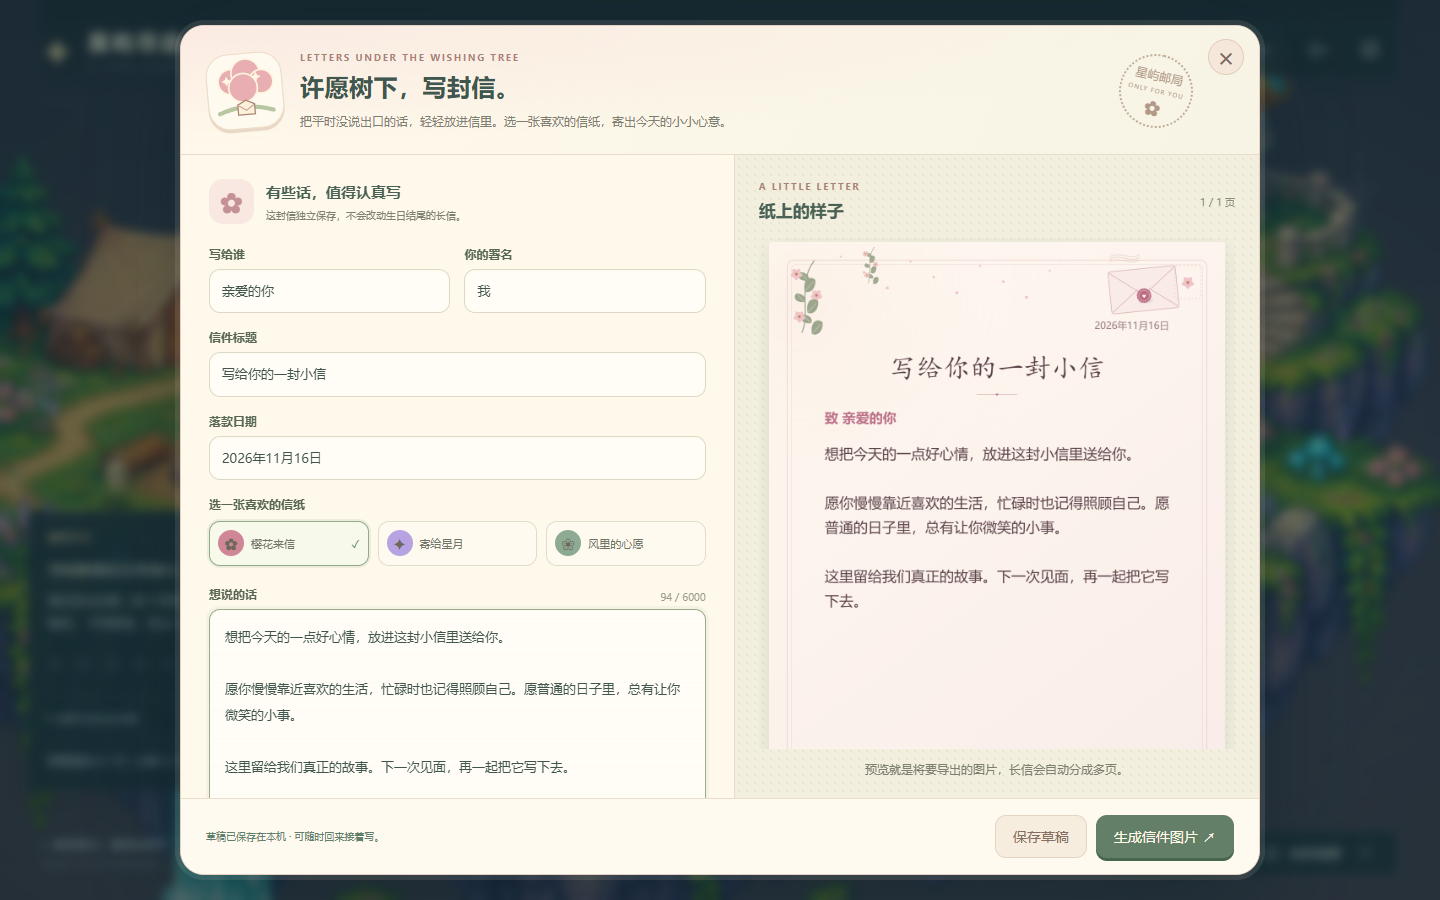 LETTERS UNDER THE WISHING TREE
许愿树下，写封信。
把平时没说出口的话，轻轻放进信里。选一张喜欢的信纸，寄出今天的小小心意。
星屿邮局
ONLY FOR YOU
有些话，值得认真写
这封信独立保存，不会改动生日结尾的长信。
写给谁
你的署名
亲爱的你
我
信件标题
写给你的一封小信
落款日期
2026年11月16日
选一张喜欢的信纸
樱花来信
寄给星月
风里的心愿
想说的话
94 / 6000
想把今天的一点好心情，放进这封小信里送给你。
愿你慢慢靠近喜欢的生活，忙碌时也记得照顾自己。愿普通的日子里，总有让你
微笑的小事。
这里留给我们真正的故事。下一次见面，再一起把它写下去。
A LITTLE LETTER
纸上的样子
1 / 1 页
2026年11月16日
写给你的一封小信
致 亲爱的你
想把今天的一点好心情，放进这封小信里送给你。
愿你慢慢靠近喜欢的生活，忙碌时也记得照顾自己。愿
普通的日子里，总有让你微笑的小事。
这里留给我们真正的故事。下一次见面，再一起把它写
下去。
预览就是将要导出的图片，长信会自动分成多页。
草稿已保存在本机 · 可随时回来接着写。
保存草稿
生成信件图片 ↗